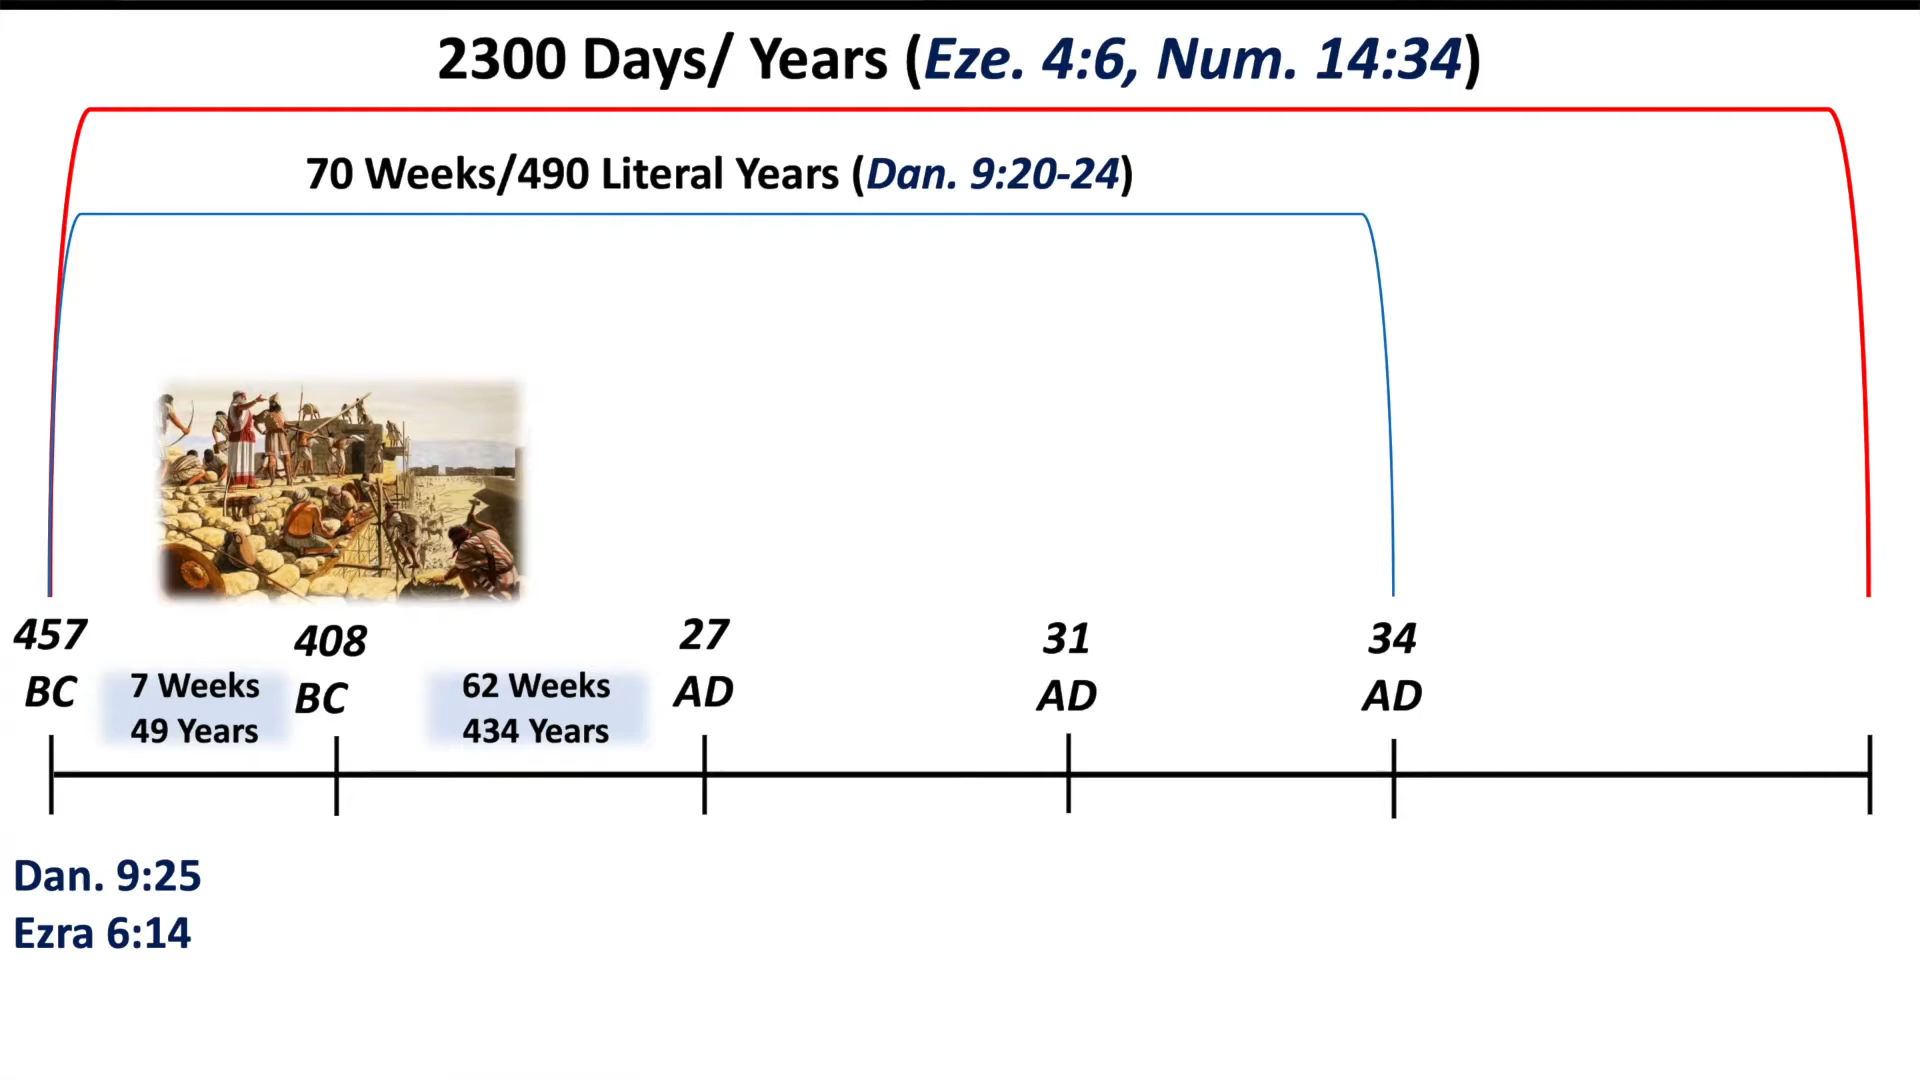 2300 Days/ Years (Eze. 4:6, Num. 14:34)
70 Weeks/490 Literal Years (Dan. 9:20-24)
457
BC
7 Weeks
49 Years
408
BC
62 Weeks
434 Years
27
AD
31
AD
34
AD
Dan. 9:25
Ezra 6:14